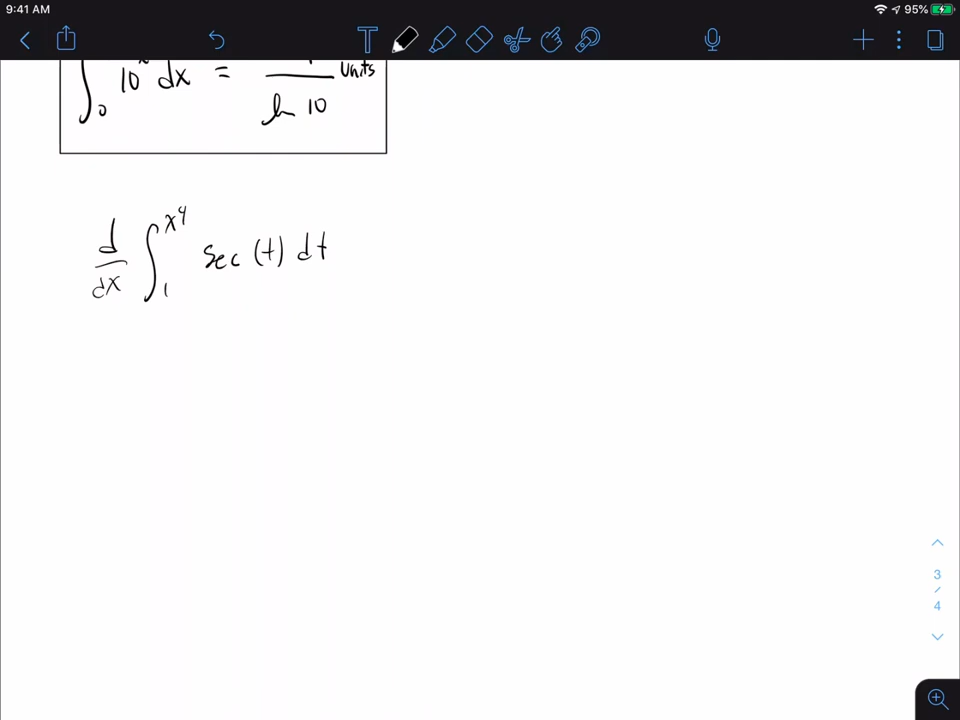 9:41 AM 95%
T
∫₀ 10ˣ dx = — units
ln 10
d/dx ∫₁^(x⁴) sec (t) dt
3
/
4